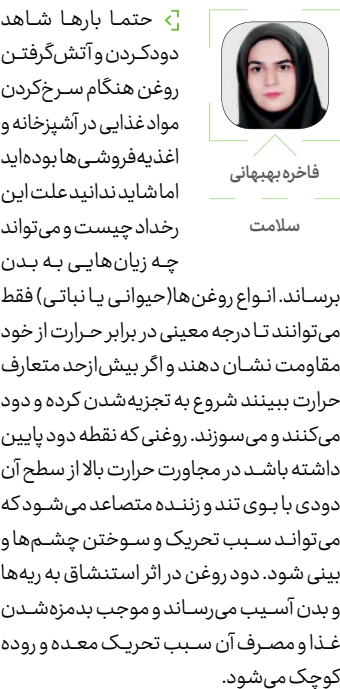 حتما بارها شاهد
دودکردن و آتش‌گرفتن
روغن هنگام سرخ‌کردن
مواد غذایی در آشپزخانه و
اغذیه‌فروشی‌ها بوده‌اید
اما شاید ندانید علت این
رخداد چیست و می‌تواند
چه زیان‌هایی به بدن
فاخره بهبهانی
سلامت
برساند. انواع روغن‌ها(حیوانی یا نباتی) فقط
می‌توانند تا درجه معینی در برابر حرارت از خود
مقاومت نشان دهند و اگر بیش‌ازحد متعارف
حرارت ببینند شروع به تجزیه‌شدن کرده و دود
می‌کنند و می‌سوزند. روغنی که نقطه دود پایین
داشته باشد در مجاورت حرارت بالا از سطح آن
دودی با بوی تند و زننده متصاعد می‌شود که
می‌تواند سبب تحریک و سوختن چشم‌ها و
بینی شود. دود روغن در اثر استنشاق به ریه‌ها
و بدن آسیب می‌رساند و موجب بدمزه‌شدن
غذا و مصرف آن سبب تحریک معده و روده
کوچک می‌شود.